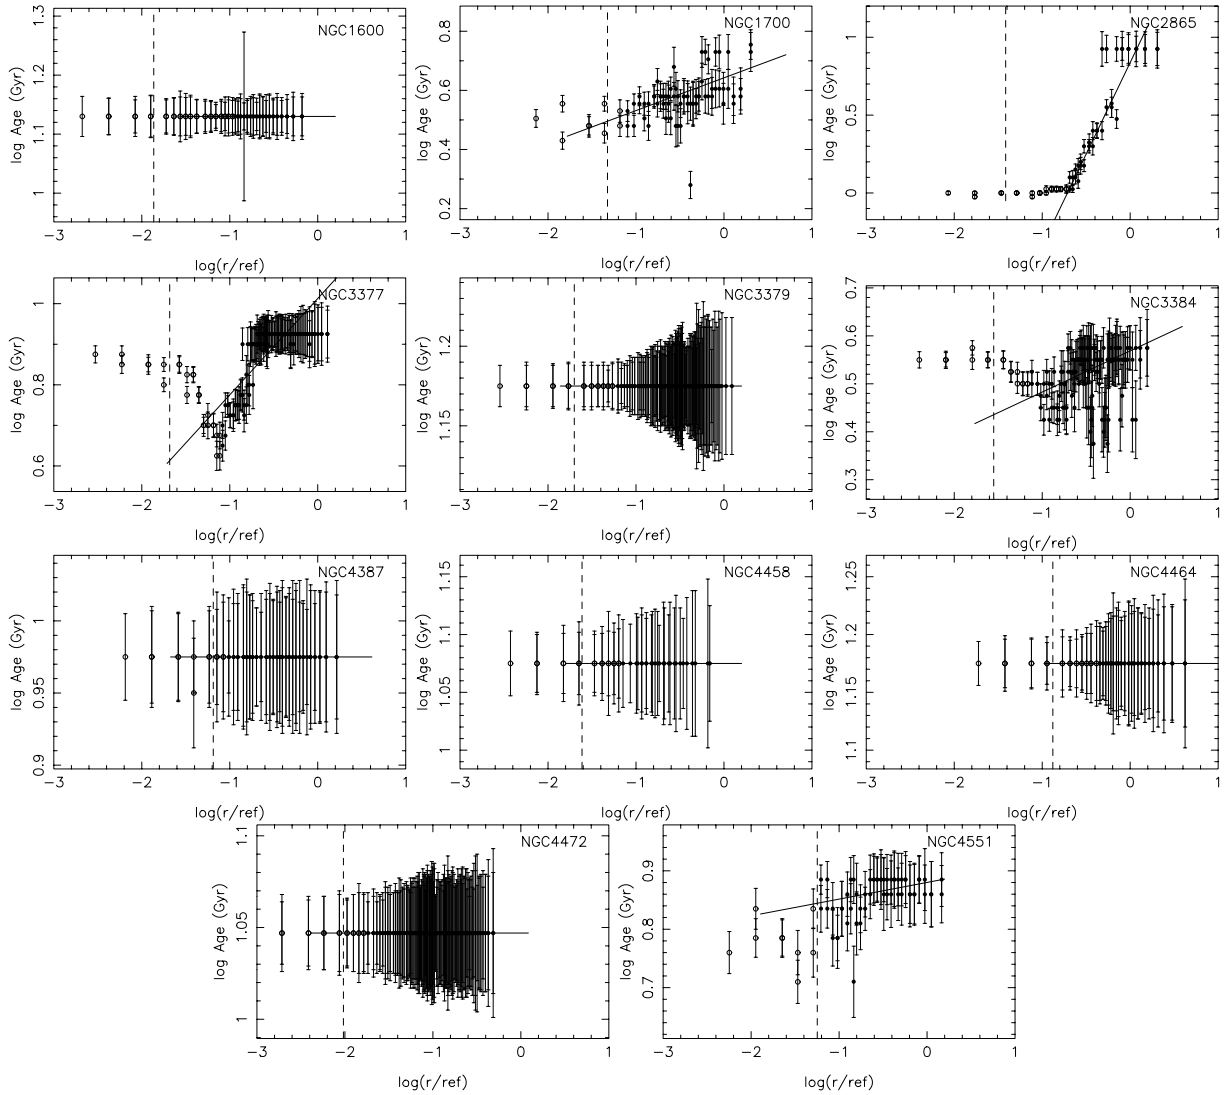 NGC1600
log Age (Gyr)
1 1.1 1.2 1.3
−3 −2 −1 0 1
log(r/ref)
NGC1700
log Age (Gyr)
0.2 0.4 0.6 0.8
−3 −2 −1 0 1
log(r/ref)
NGC2865
log Age (Gyr)
0 0.5 1
−3 −2 −1 0 1
log(r/ref)
NGC3377
log Age (Gyr)
0.6 0.8 1
−3 −2 −1 0 1
log(r/ref)
NGC3379
log Age (Gyr)
1.15 1.2
−3 −2 −1 0 1
log(r/ref)
NGC3384
log Age (Gyr)
0.3 0.4 0.5 0.6 0.7
−3 −2 −1 0 1
log(r/ref)
NGC4387
log Age (Gyr)
0.9 0.95 1
−3 −2 −1 0 1
log(r/ref)
NGC4458
log Age (Gyr)
1 1.05 1.10 1.15
−3 −2 −1 0 1
log(r/ref)
NGC4464
log Age (Gyr)
1.1 1.15 1.20 1.25
−3 −2 −1 0 1
log(r/ref)
NGC4472
log Age (Gyr)
1 1.05 1.1
−3 −2 −1 0 1
log(r/ref)
NGC4551
log Age (Gyr)
0.7 0.8 0.9
−3 −2 −1 0 1
log(r/ref)